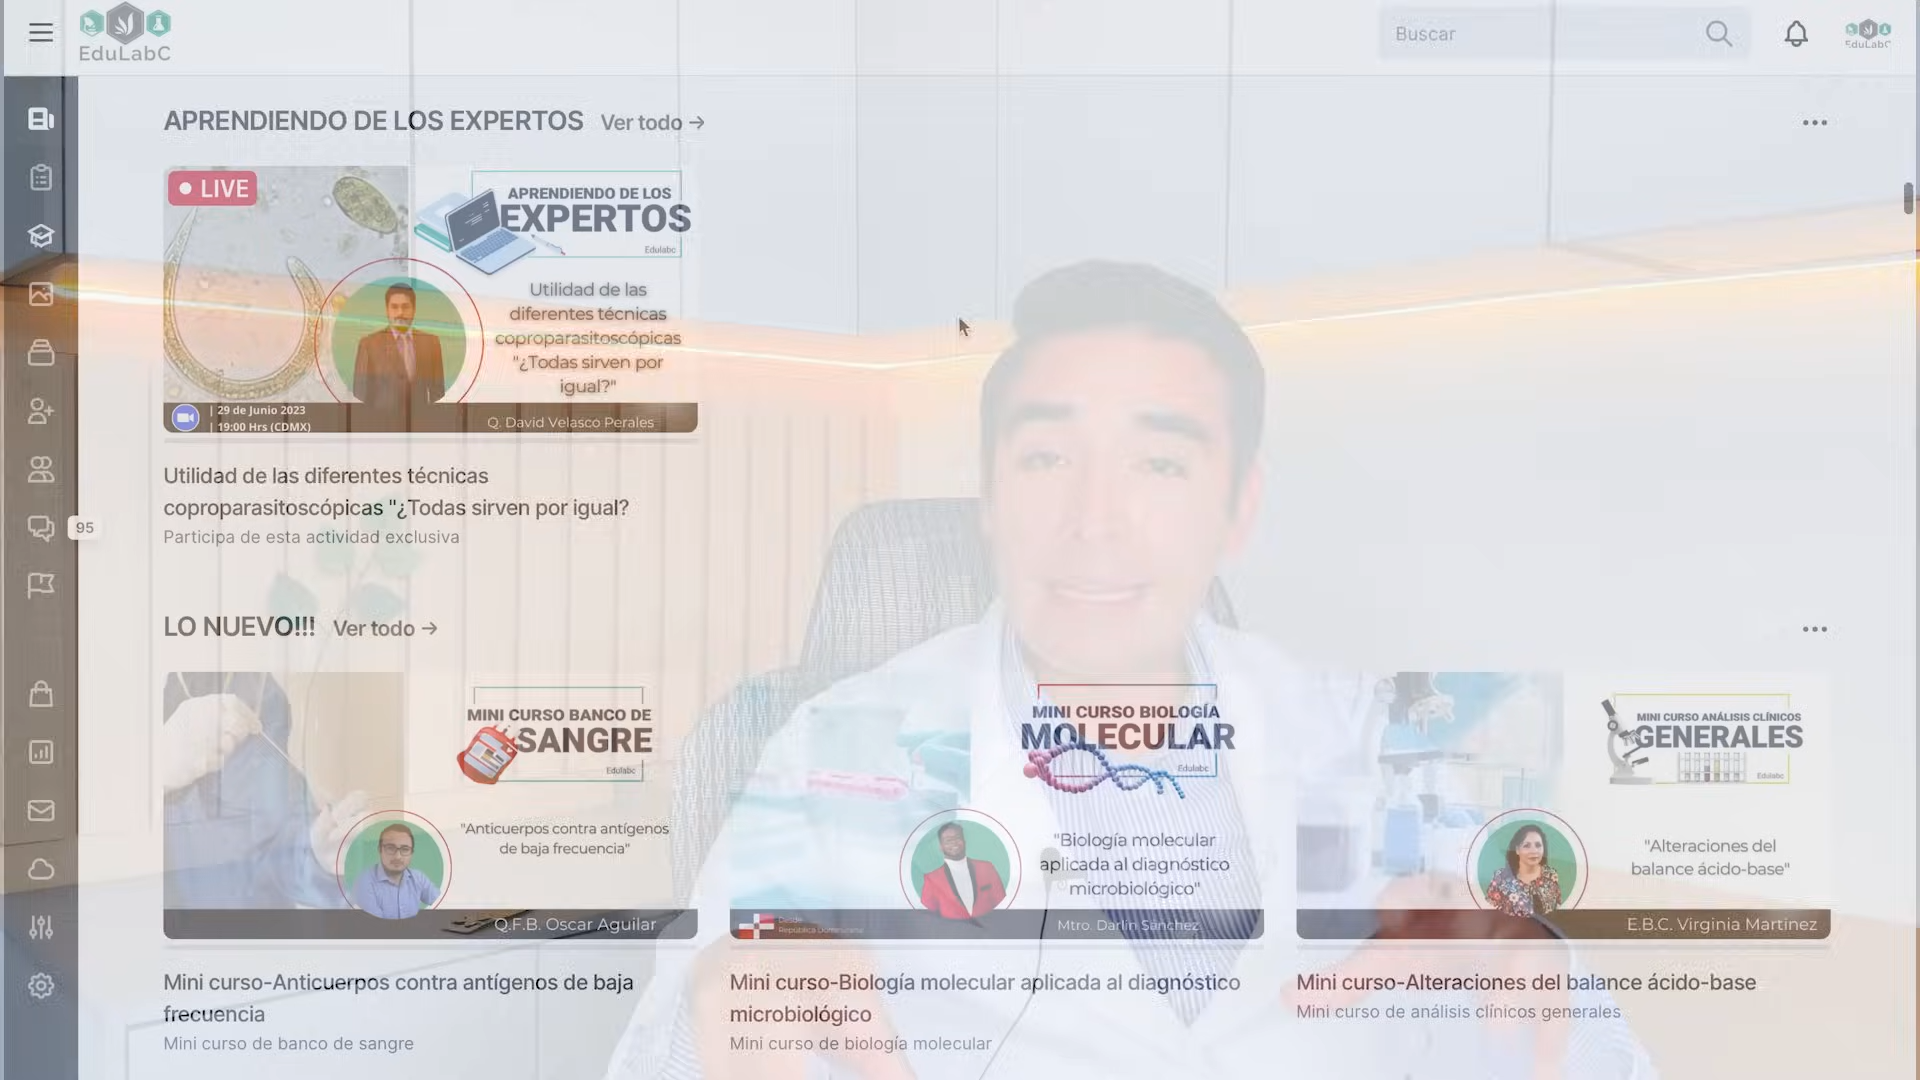 EduLabC
Buscar
EduLabC
APRENDIENDO DE LOS EXPERTOS Ver todo →
LIVE
APRENDIENDO DE LOS
EXPERTOS
Edulabc
Utilidad de las
diferentes técnicas
coproparasitoscópicas
"¿Todas sirven por
igual?"
| 29 de Junio 2023
| 19:00 Hrs (CDMX)
Q. David Velasco Perales
Utilidad de las diferentes técnicas
coproparasitoscópicas "¿Todas sirven por igual?
Participa de esta actividad exclusiva
95
LO NUEVO!!! Ver todo →
MINI CURSO BANCO DE
SANGRE
Edulabc
"Anticuerpos contra antígenos
de baja frecuencia"
Q.F.B. Oscar Aguilar
MINI CURSO BIOLOGÍA
MOLECULAR
Edulabc
"Biología molecular
aplicada al diagnóstico
microbiológico"
República Dominicana
Mtro. Darlin Sánchez
MINI CURSO ANÁLISIS CLÍNICOS
GENERALES
Edulabc
"Alteraciones del
balance ácido-base"
E.B.C. Virginia Martinez
Mini curso-Anticuerpos contra antígenos de baja
frecuencia
Mini curso de banco de sangre
Mini curso-Biología molecular aplicada al diagnóstico
microbiológico
Mini curso de biología molecular
Mini curso-Alteraciones del balance ácido-base
Mini curso de análisis clínicos generales